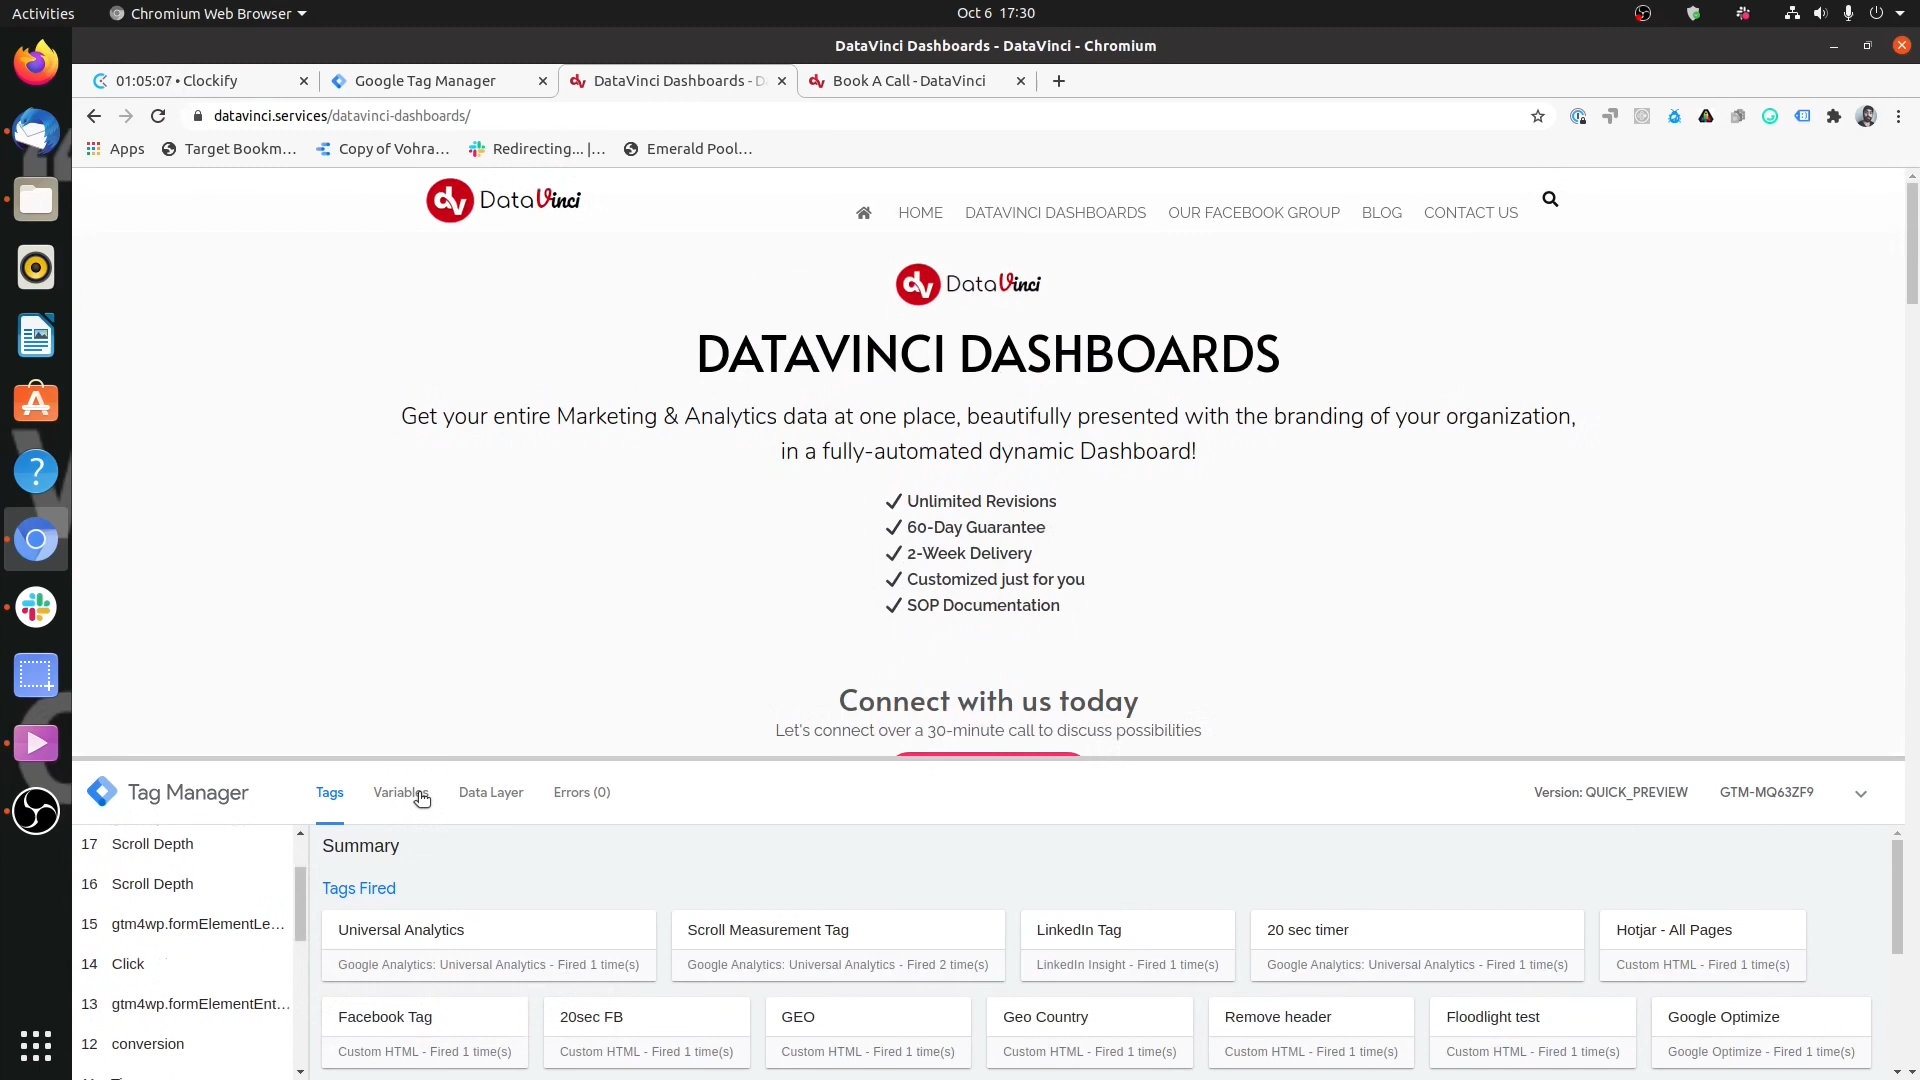 Activities
Chromium Web Browser
Oct 6 17:30
DataVinci Dashboards - DataVinci - Chromium
01:05:07 • Clockify
Google Tag Manager
DataVinci Dashboards - D
Book A Call - DataVinci
datavinci.services/datavinci-dashboards/
Apps
Target Bookm...
Copy of Vohra...
Redirecting... |...
Emerald Pool...
dv DataVinci
HOME
DATAVINCI DASHBOARDS
OUR FACEBOOK GROUP
BLOG
CONTACT US
dv DataVinci
DATAVINCI DASHBOARDS
Get your entire Marketing & Analytics data at one place, beautifully presented with the branding of your organization,
in a fully-automated dynamic Dashboard!
Unlimited Revisions
60-Day Guarantee
2-Week Delivery
Customized just for you
SOP Documentation
Connect with us today
Let's connect over a 30-minute call to discuss possibilities
Tag Manager
Tags
Variables
Data Layer
Errors (0)
Version: QUICK_PREVIEW
GTM-MQ63ZF9
17 Scroll Depth
16 Scroll Depth
15 gtm4wp.formElementLe...
14 Click
13 gtm4wp.formElementEnt...
12 conversion
Summary
Tags Fired
Universal Analytics
Google Analytics: Universal Analytics - Fired 1 time(s)
Scroll Measurement Tag
Google Analytics: Universal Analytics - Fired 2 time(s)
LinkedIn Tag
LinkedIn Insight - Fired 1 time(s)
20 sec timer
Google Analytics: Universal Analytics - Fired 1 time(s)
Hotjar - All Pages
Custom HTML - Fired 1 time(s)
Facebook Tag
Custom HTML - Fired 1 time(s)
20sec FB
Custom HTML - Fired 1 time(s)
GEO
Custom HTML - Fired 1 time(s)
Geo Country
Custom HTML - Fired 1 time(s)
Remove header
Custom HTML - Fired 1 time(s)
Floodlight test
Custom HTML - Fired 1 time(s)
Google Optimize
Google Optimize - Fired 1 time(s)